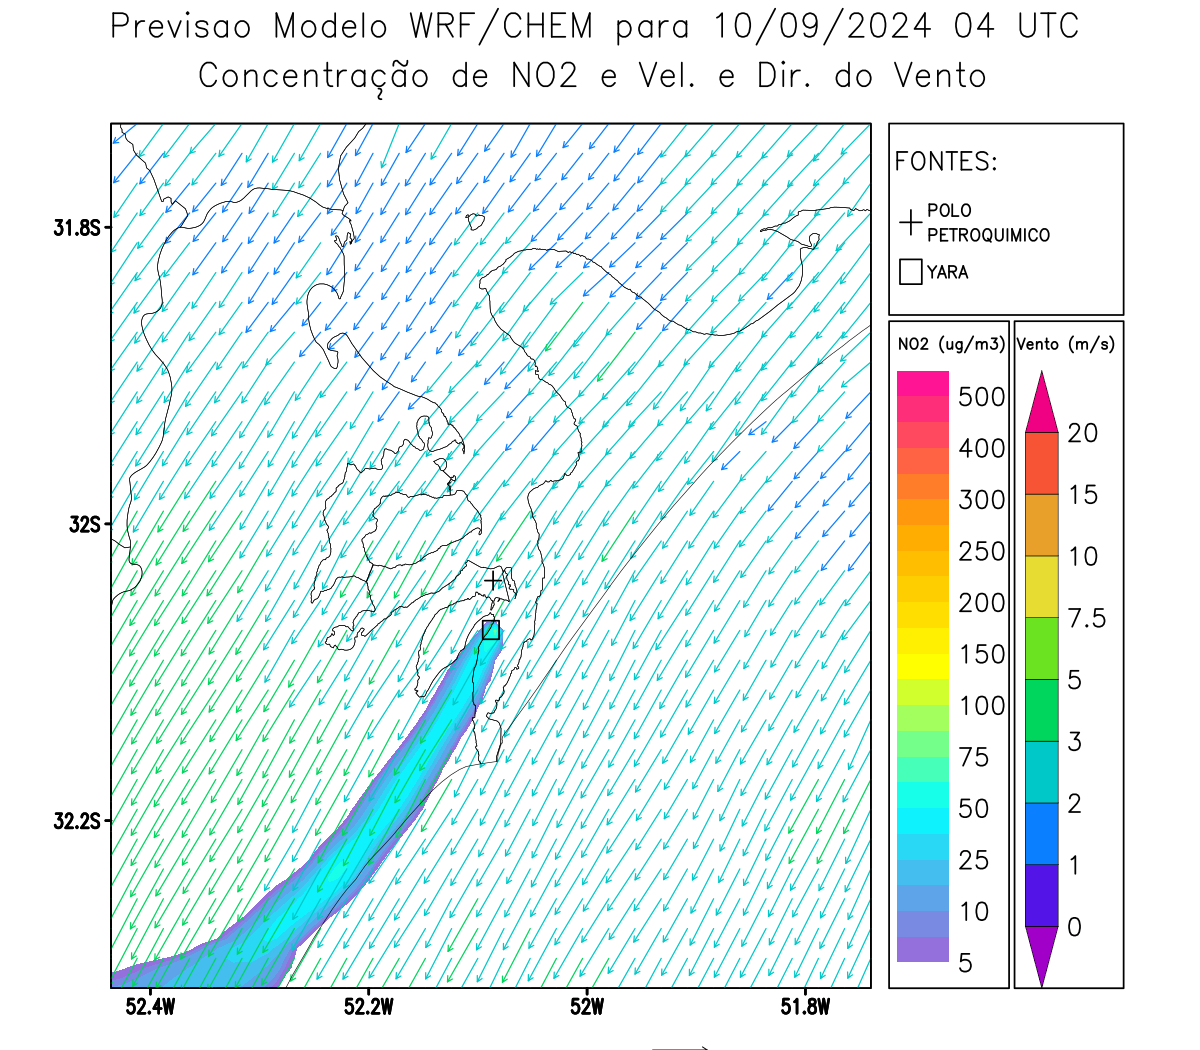 Previsao Modelo WRF/CHEM para 10/09/2024 04 UTC
Concentração de NO2 e Vel. e Dir. do Vento
FONTES:
POLO
PETROQUIMICO
YARA
NO2 (ug/m3)
500
400
300
250
200
150
100
75
50
25
10
5
Vento (m/s)
20
15
10
7.5
5
3
2
1
0
31.8S
32S
32.2S
52.4W
52.2W
52W
51.8W